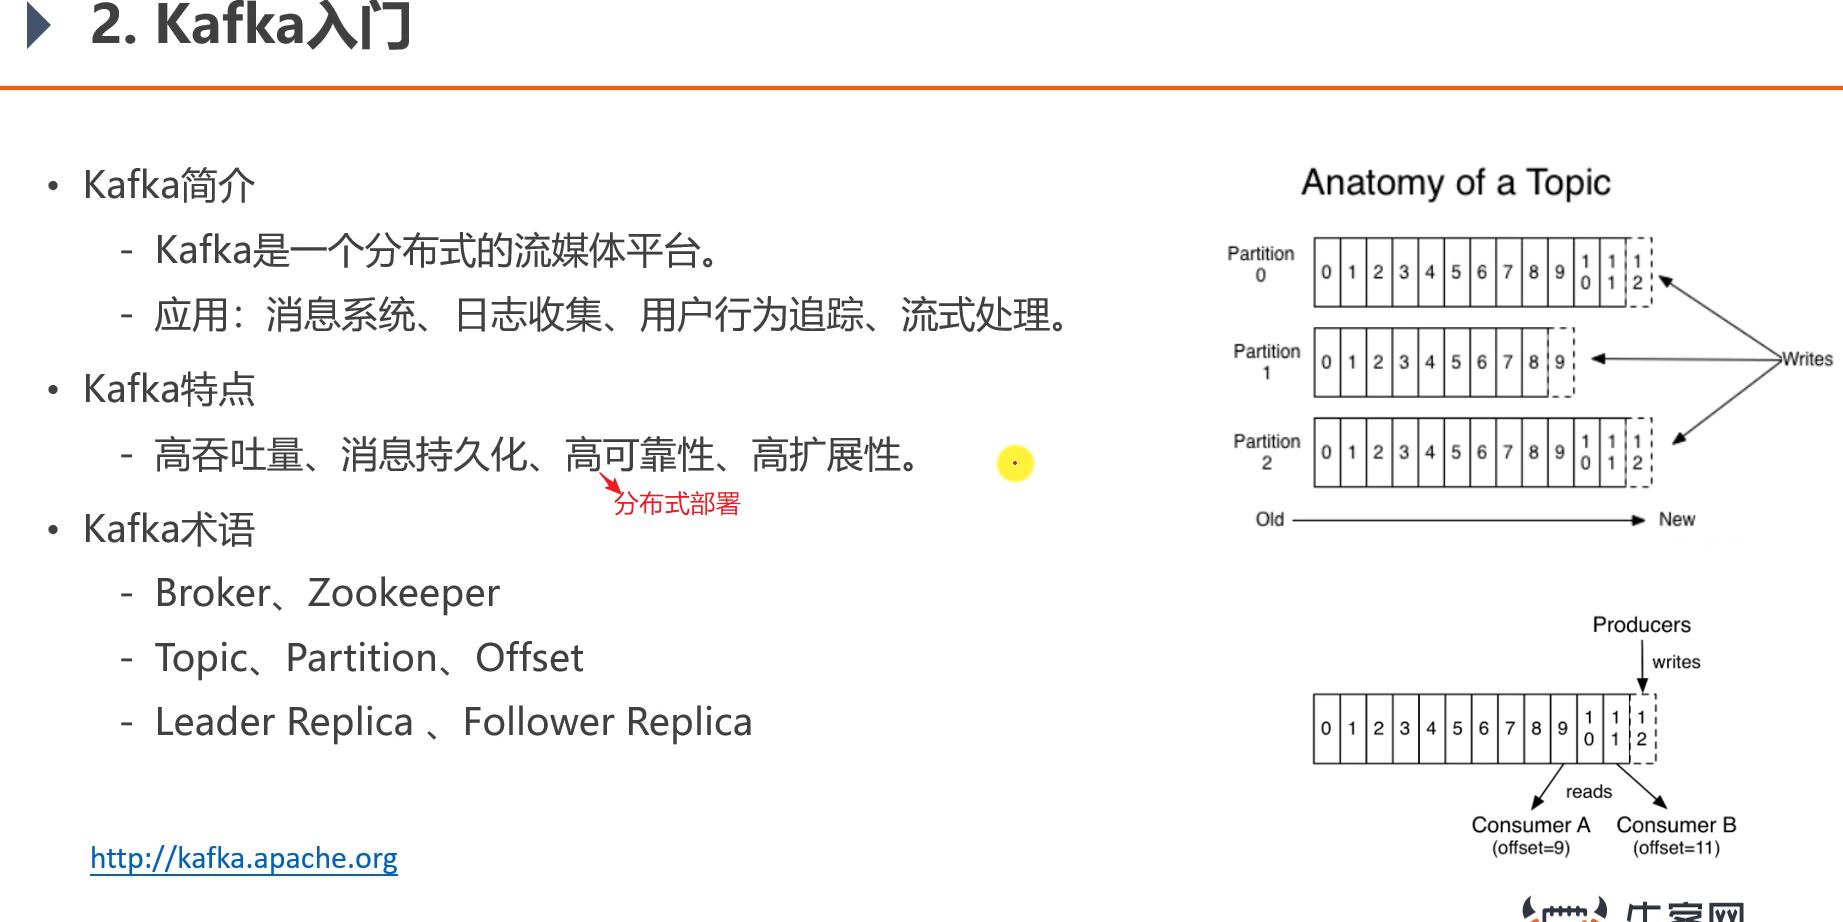 2. Kafka入门
• Kafka简介
- Kafka是一个分布式的流媒体平台。
- 应用：消息系统、日志收集、用户行为追踪、流式处理。
• Kafka特点
- 高吞吐量、消息持久化、高可靠性、高扩展性。
分布式部署
• Kafka术语
- Broker、Zookeeper
- Topic、Partition、Offset
- Leader Replica 、Follower Replica
http://kafka.apache.org
Anatomy of a Topic
Partition 0
0 1 2 3 4 5 6 7 8 9 10 11 12
Partition 1
0 1 2 3 4 5 6 7 8 9
Writes
Partition 2
0 1 2 3 4 5 6 7 8 9 10 11 12
Old New
Producers
writes
0 1 2 3 4 5 6 7 8 9 10 11 12
reads
Consumer A Consumer B
(offset=9) (offset=11)
牛客网